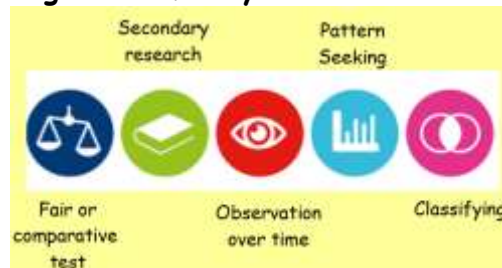 Secondary
research
Pattern
Seeking
Fair or
comparative
test
Observation
over time
Classifying